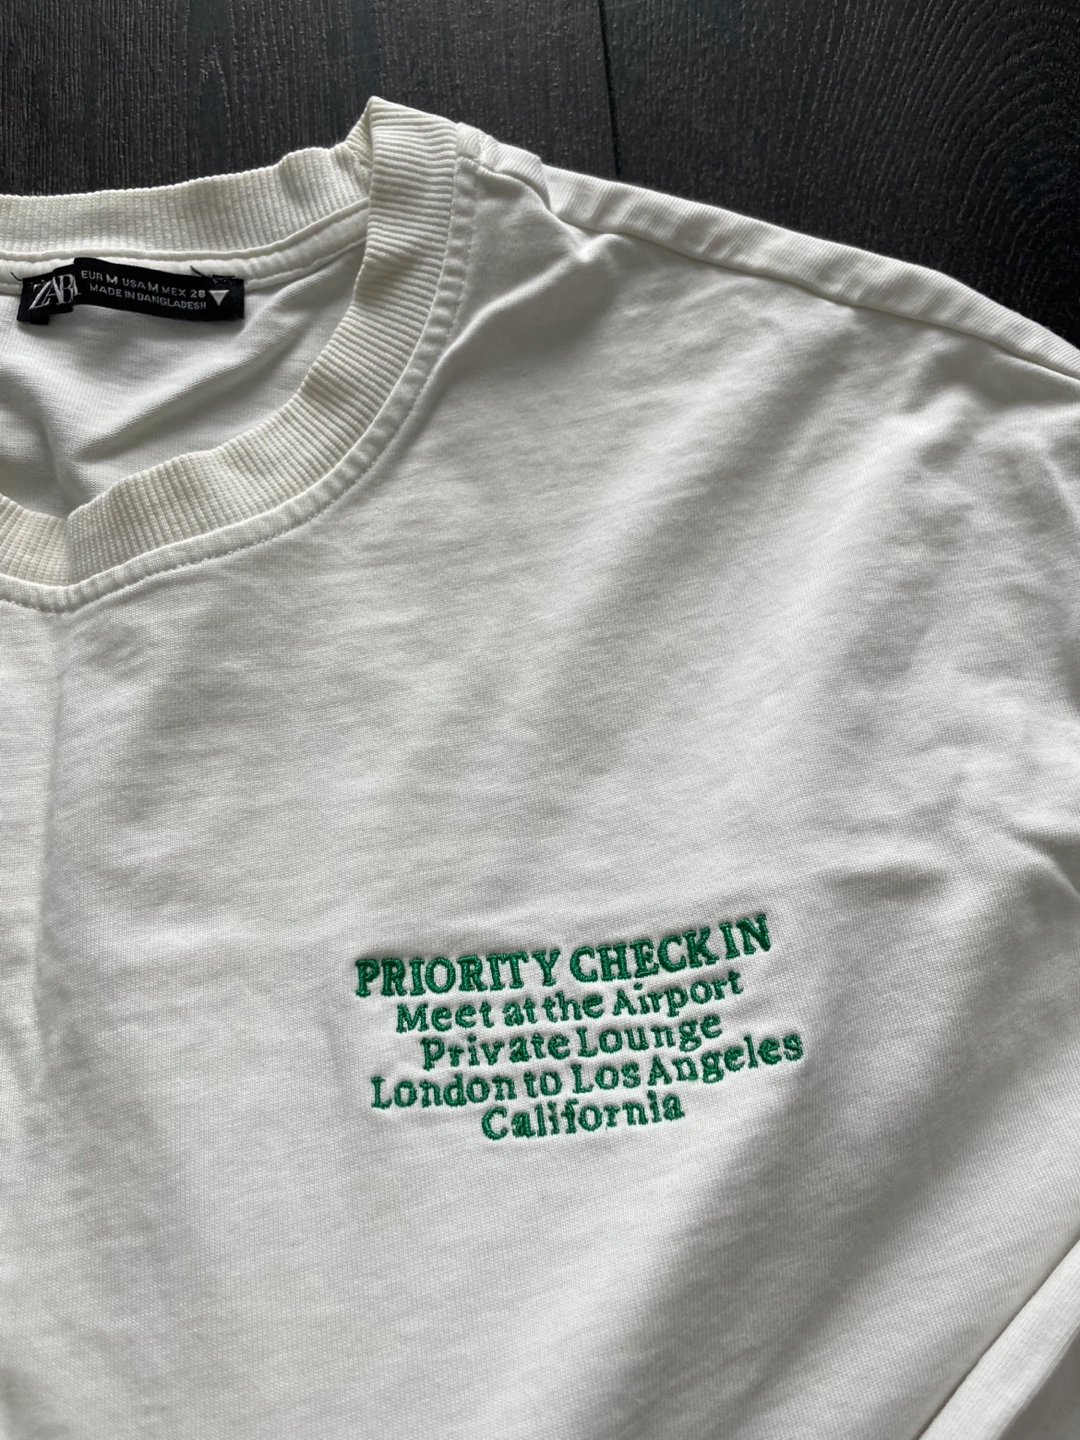 ZARA
EUR M USA M MEX 28
MADE IN BANGLADESH
PRIORITY CHECK IN
Meet at the Airport
Private Lounge
London to Los Angeles
California